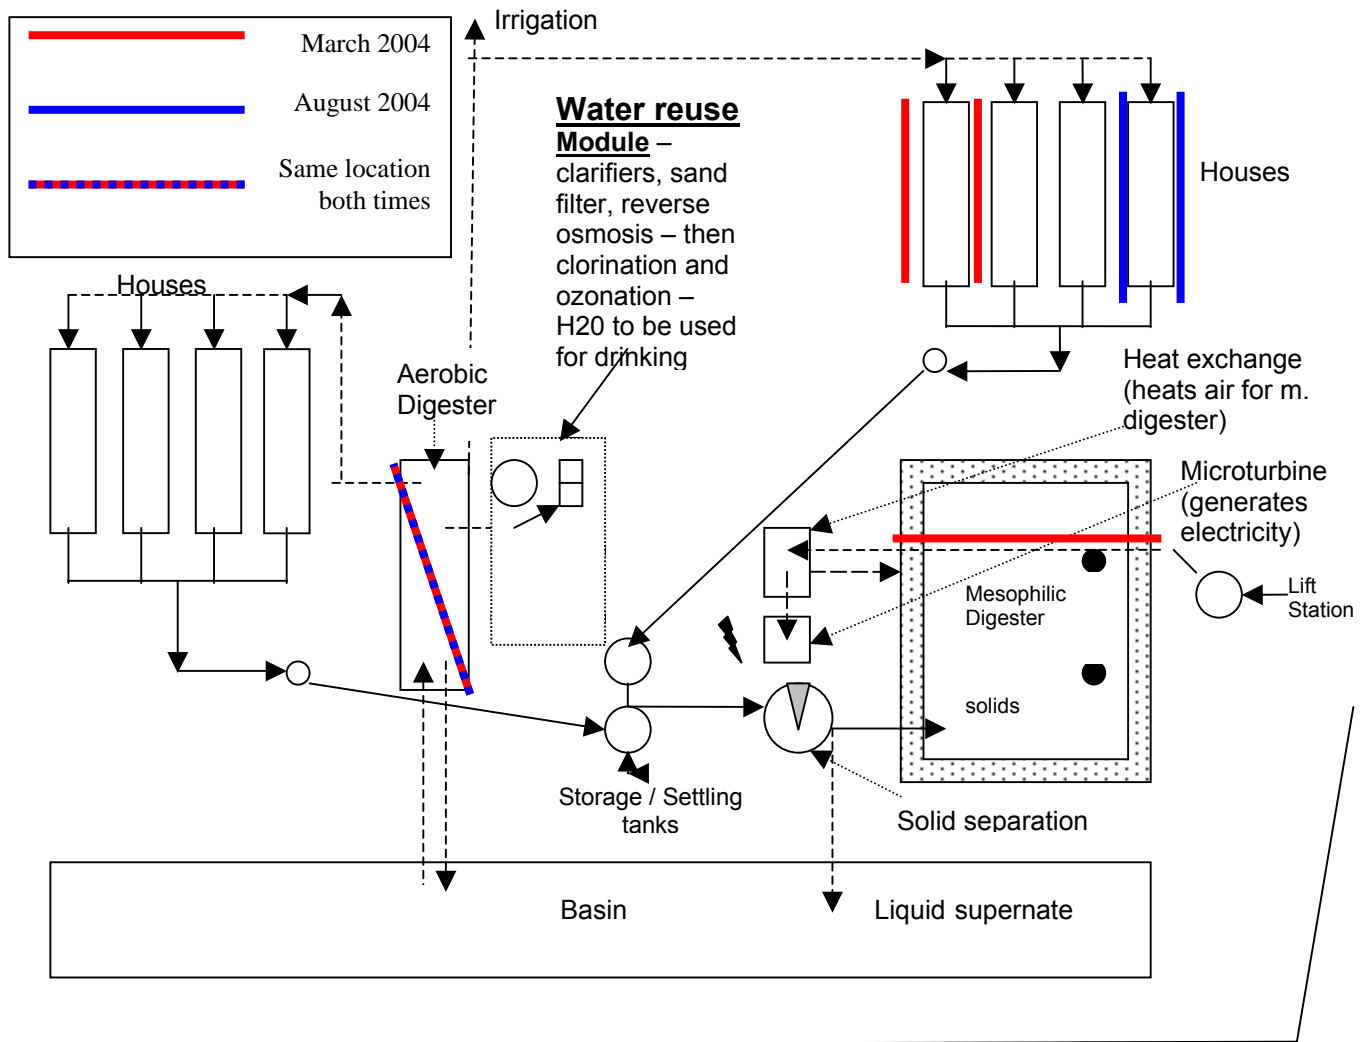 March 2004
August 2004
Same location
both times
Irrigation
Water reuse
Module –
clarifiers, sand
filter, reverse
osmosis – then
clorination and
ozonation –
H20 to be used
for drinking
Houses
Houses
Aerobic
Digester
Heat exchange
(heats air for m.
digester)
Microturbine
(generates
electricity)
Mesophilic
Digester
solids
Lift
Station
Storage / Settling
tanks
Solid separation
Basin
Liquid supernate